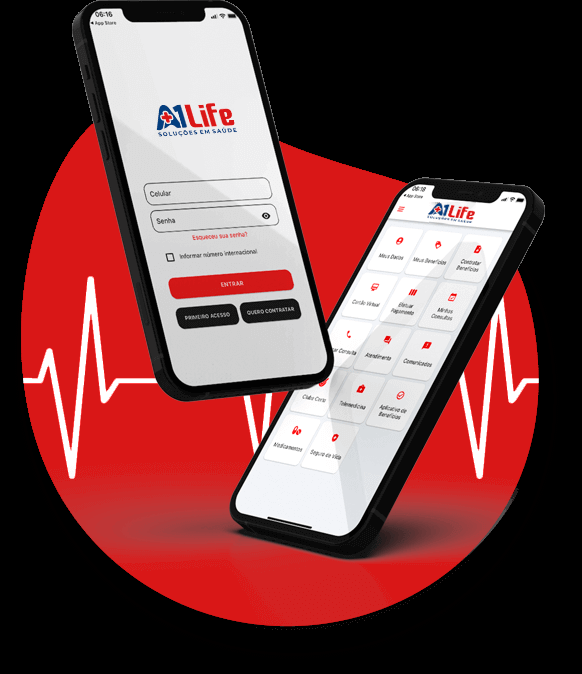 06:16
App Store
A1Life
SOLUÇÕES EM SAÚDE
Celular
Senha
Esqueceu sua senha?
Informar número internacional
ENTRAR
PRIMEIRO ACESSO
QUERO CONTRATAR
06:18
App Store
A1Life
SOLUÇÕES EM SAÚDE
Meus Dados
Meus Benefícios
Contratar
Benefícios
Cartão Virtual
Efetuar
Pagamento
Minhas
Consultas
Consulta
Atendimento
Comunicados
Clube Certo
Telemedicina
Aplicativo de
Benefícios
Medicamentos
Seguro de Vida